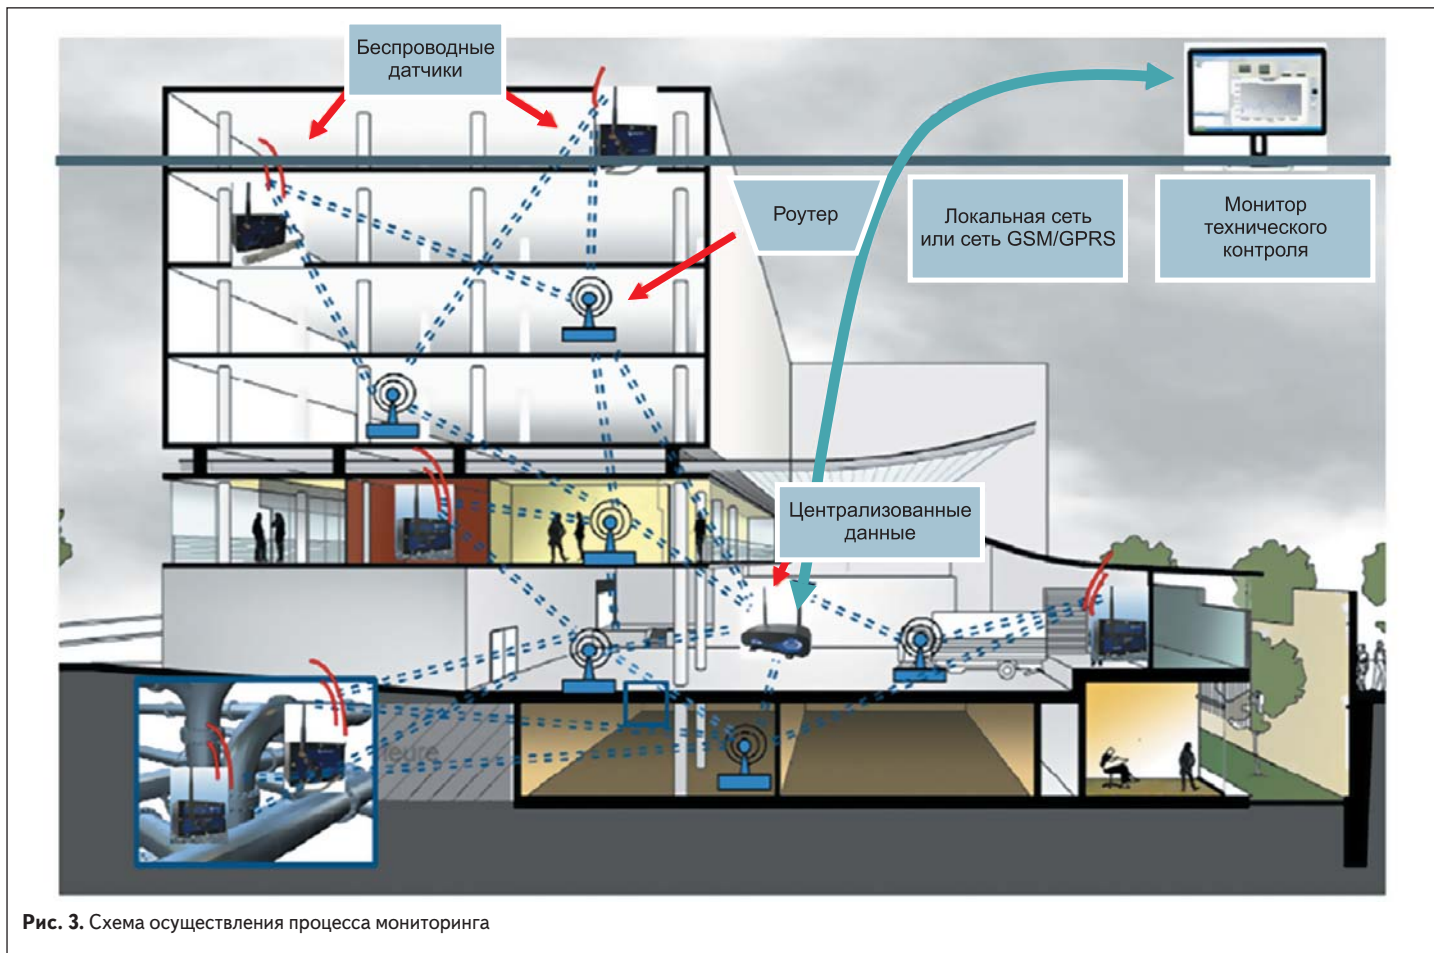 Беспроводные
датчики
Роутер
Локальная сеть
или сеть GSM/GPRS
Монитор
технического
контроля
Централизованные
данные
Рис. 3. Схема осуществления процесса мониторинга